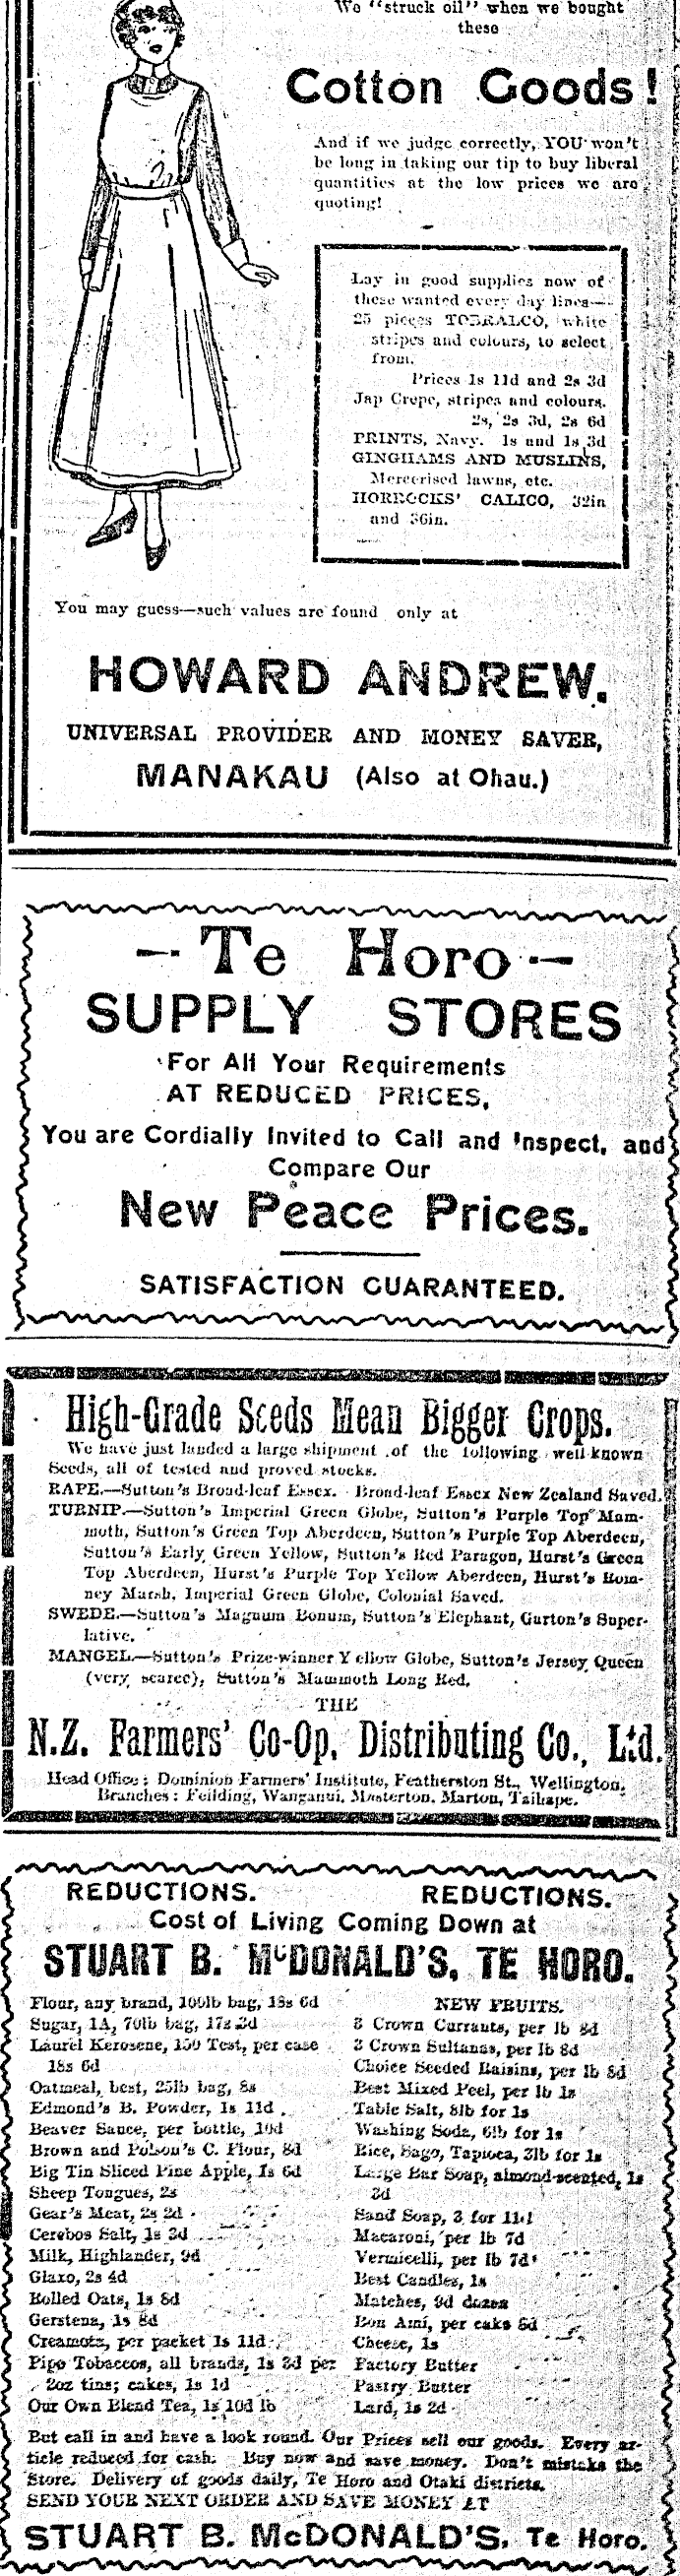 We "struck oil" when we bought
these
Cotton Goods!
And if we judge correctly, YOU won't
be long in taking our tip to buy liberal
quantities at the low prices we are
quoting!
Lay in good supplies now of
these wanted every day lines—
25 pieces TOBRALCO, white
stripes and colours, to select
from.
Prices 1s 11d and 2s 3d
Jap Crepe, stripes and colours.
2s, 2s 3d, 2s 6d
PRINTS, Navy. 1s and 1s 3d
GINGHAMS AND MUSLINS,
Mercerised lawns, etc.
HORROCKS' CALICO, 32in
and 36in.
You may guess—such values are found only at
HOWARD ANDREW.
UNIVERSAL PROVIDER AND MONEY SAVER,
MANAKAU (Also at Ohau.)
— Te Horo —
SUPPLY STORES
For All Your Requirements
AT REDUCED PRICES,
You are Cordially Invited to Call and Inspect, and
Compare Our
New Peace Prices.
SATISFACTION GUARANTEED.
High-Grade Seeds Mean Bigger Crops.
We have just landed a large shipment of the following well-known
Seeds, all of tested and proved stocks.
RAPE.—Sutton's Broad-leaf Essex. Broad-leaf Essex New Zealand Saved.
TURNIP.—Sutton's Imperial Green Globe, Sutton's Purple Top Mam-
moth, Sutton's Green Top Aberdeen, Sutton's Purple Top Aberdeen,
Sutton's Early Green Yellow, Sutton's Red Paragon, Hurst's Green
Top Aberdeen, Hurst's Purple Top Yellow Aberdeen, Hurst's Rom-
ney Marsh, Imperial Green Globe, Colonial Saved.
SWEDE.—Sutton's Magnum Bonum, Sutton's Elephant, Garton's Super-
lative.
MANGEL.—Sutton's Prize-winner Yellow Globe, Sutton's Jersey Queen
(very scarce), Sutton's Mammoth Long Red.
THE
N.Z. Farmers' Co-Op. Distributing Co., Ltd.
Head Office: Dominion Farmers' Institute, Featherston St., Wellington.
Branches: Feilding, Wanganui, Masterton, Marton, Taihape.
REDUCTIONS. REDUCTIONS.
Cost of Living Coming Down at
STUART B. McDONALD'S, TE HORO.
Flour, any brand, 100lb bag, 18s 6d
Sugar, 1A, 70lb bag, 17s
Laurel Kerosene, 150 Test, per case
18s 6d
Oatmeal, best, 25lb bag, 8s
Edmond's B. Powder, 1s 11d
Beaver Sauce, per bottle, 10d
Brown and Polson's C. Flour, 8d
Big Tin Sliced Pine Apple, 1s 6d
Sheep Tongues, 2s
Gear's Meat, 2s 2d
Cerebos Salt, 1s 3d
Milk, Highlander, 9d
Glaxo, 2s 4d
Rolled Oats, 1s 8d
Gerstena, 1s 8d
Creamota, per packet 1s 11d
Pipe Tobaccos, all brands, 1s 3d per
2oz tins; cakes, 1s 1d
Our Own Blend Tea, 1s 10d lb
NEW FRUITS.
3 Crown Currants, per lb 8d
3 Crown Sultanas, per lb 8d
Choice Seeded Raisins, per lb 8d
Best Mixed Peel, per lb 1s
Table Salt, 8lb for 1s
Washing Soda, 6lb for 1s
Rice, Sago, Tapioca, 3lb for 1s
Large Bar Soap, almond-scented, 1s
3d
Sand Soap, 3 for 11d
Macaroni, per lb 7d
Vermicelli, per lb 7d
Best Candles, 1s
Matches, 9d dozen
Bon Ami, per cake 8d
Cheese, 1s
Factory Butter
Pastry Butter
Lard, 1s 2d
But call in and have a look round. Our Prices sell our goods. Every ar-
ticle reduced for cash. Buy now and save money. Don't mistake the
Store. Delivery of goods daily, Te Horo and Otaki districts.
SEND YOUR NEXT ORDER AND SAVE MONEY AT
STUART B. McDONALD'S, Te Horo.